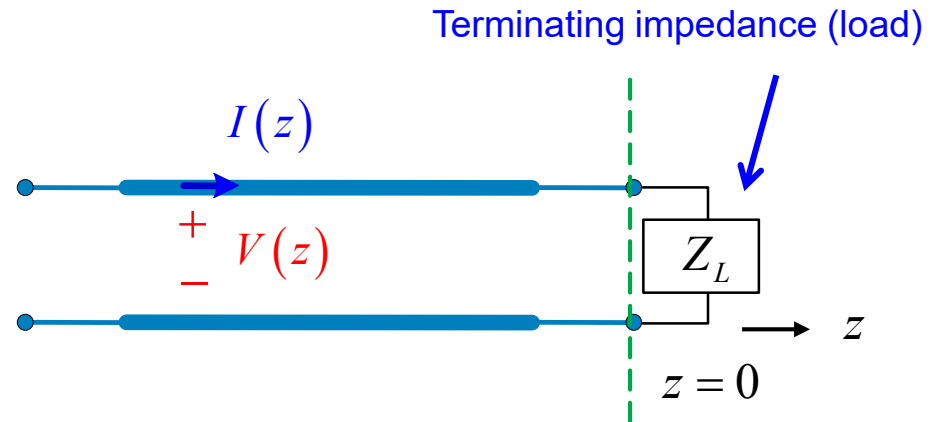 Terminating impedance (load)
I(z)
+
V(z)
−
Z_L
z
z = 0